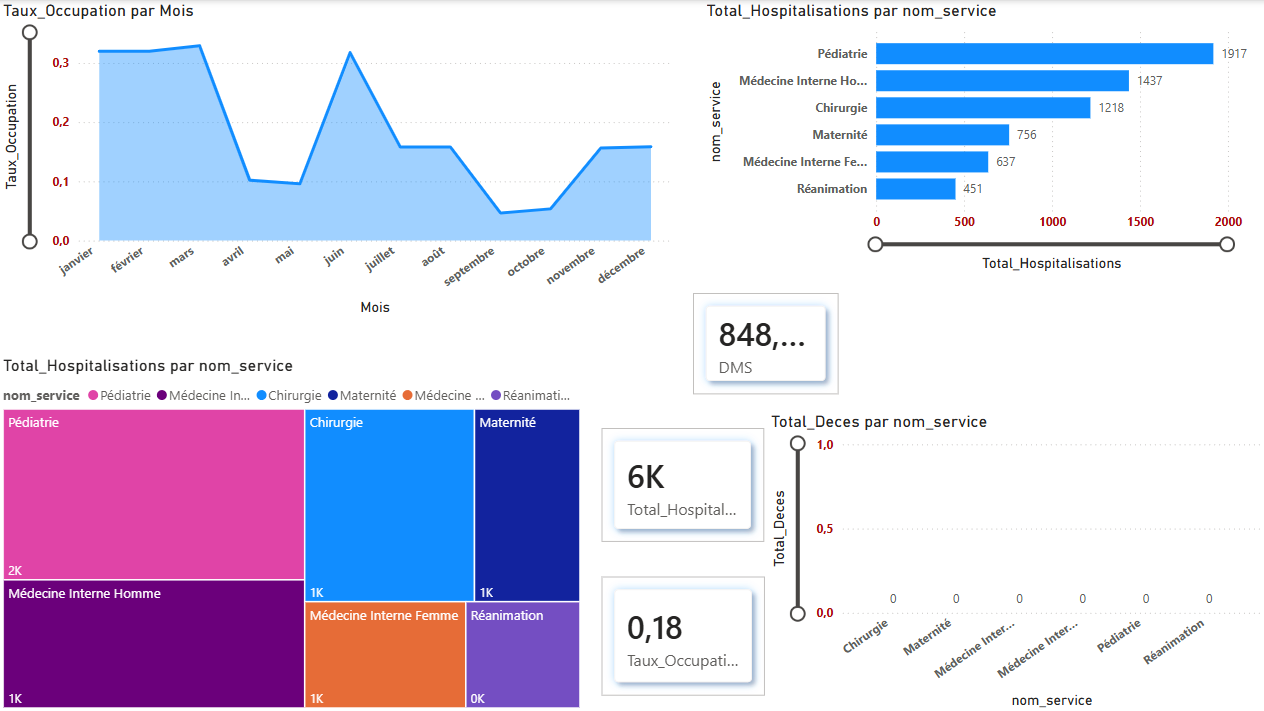 Taux_Occupation par Mois
Taux_Occupation
0,3
0,2
0,1
0,0
janvier
février
mars
avril
mai
juin
juillet
août
septembre
octobre
novembre
décembre
Mois
Total_Hospitalisations par nom_service
nom_service
Pédiatrie 1917
Médecine Interne Ho... 1437
Chirurgie 1218
Maternité 756
Médecine Interne Fe... 637
Réanimation 451
0 500 1000 1500 2000
Total_Hospitalisations
848,...
DMS
Total_Hospitalisations par nom_service
nom_service Pédiatrie Médecine In... Chirurgie Maternité Médecine ... Réanimati...
Pédiatrie
2K
Médecine Interne Homme
1K
Chirurgie
1K
Maternité
1K
Médecine Interne Femme
1K
Réanimation
0K
6K
Total_Hospital...
0,18
Taux_Occupati...
Total_Deces par nom_service
Total_Deces
1,0
0,5
0,0
0 0 0 0 0 0
Chirurgie
Maternité
Médecine Inter...
Médecine Inter...
Pédiatrie
Réanimation
nom_service